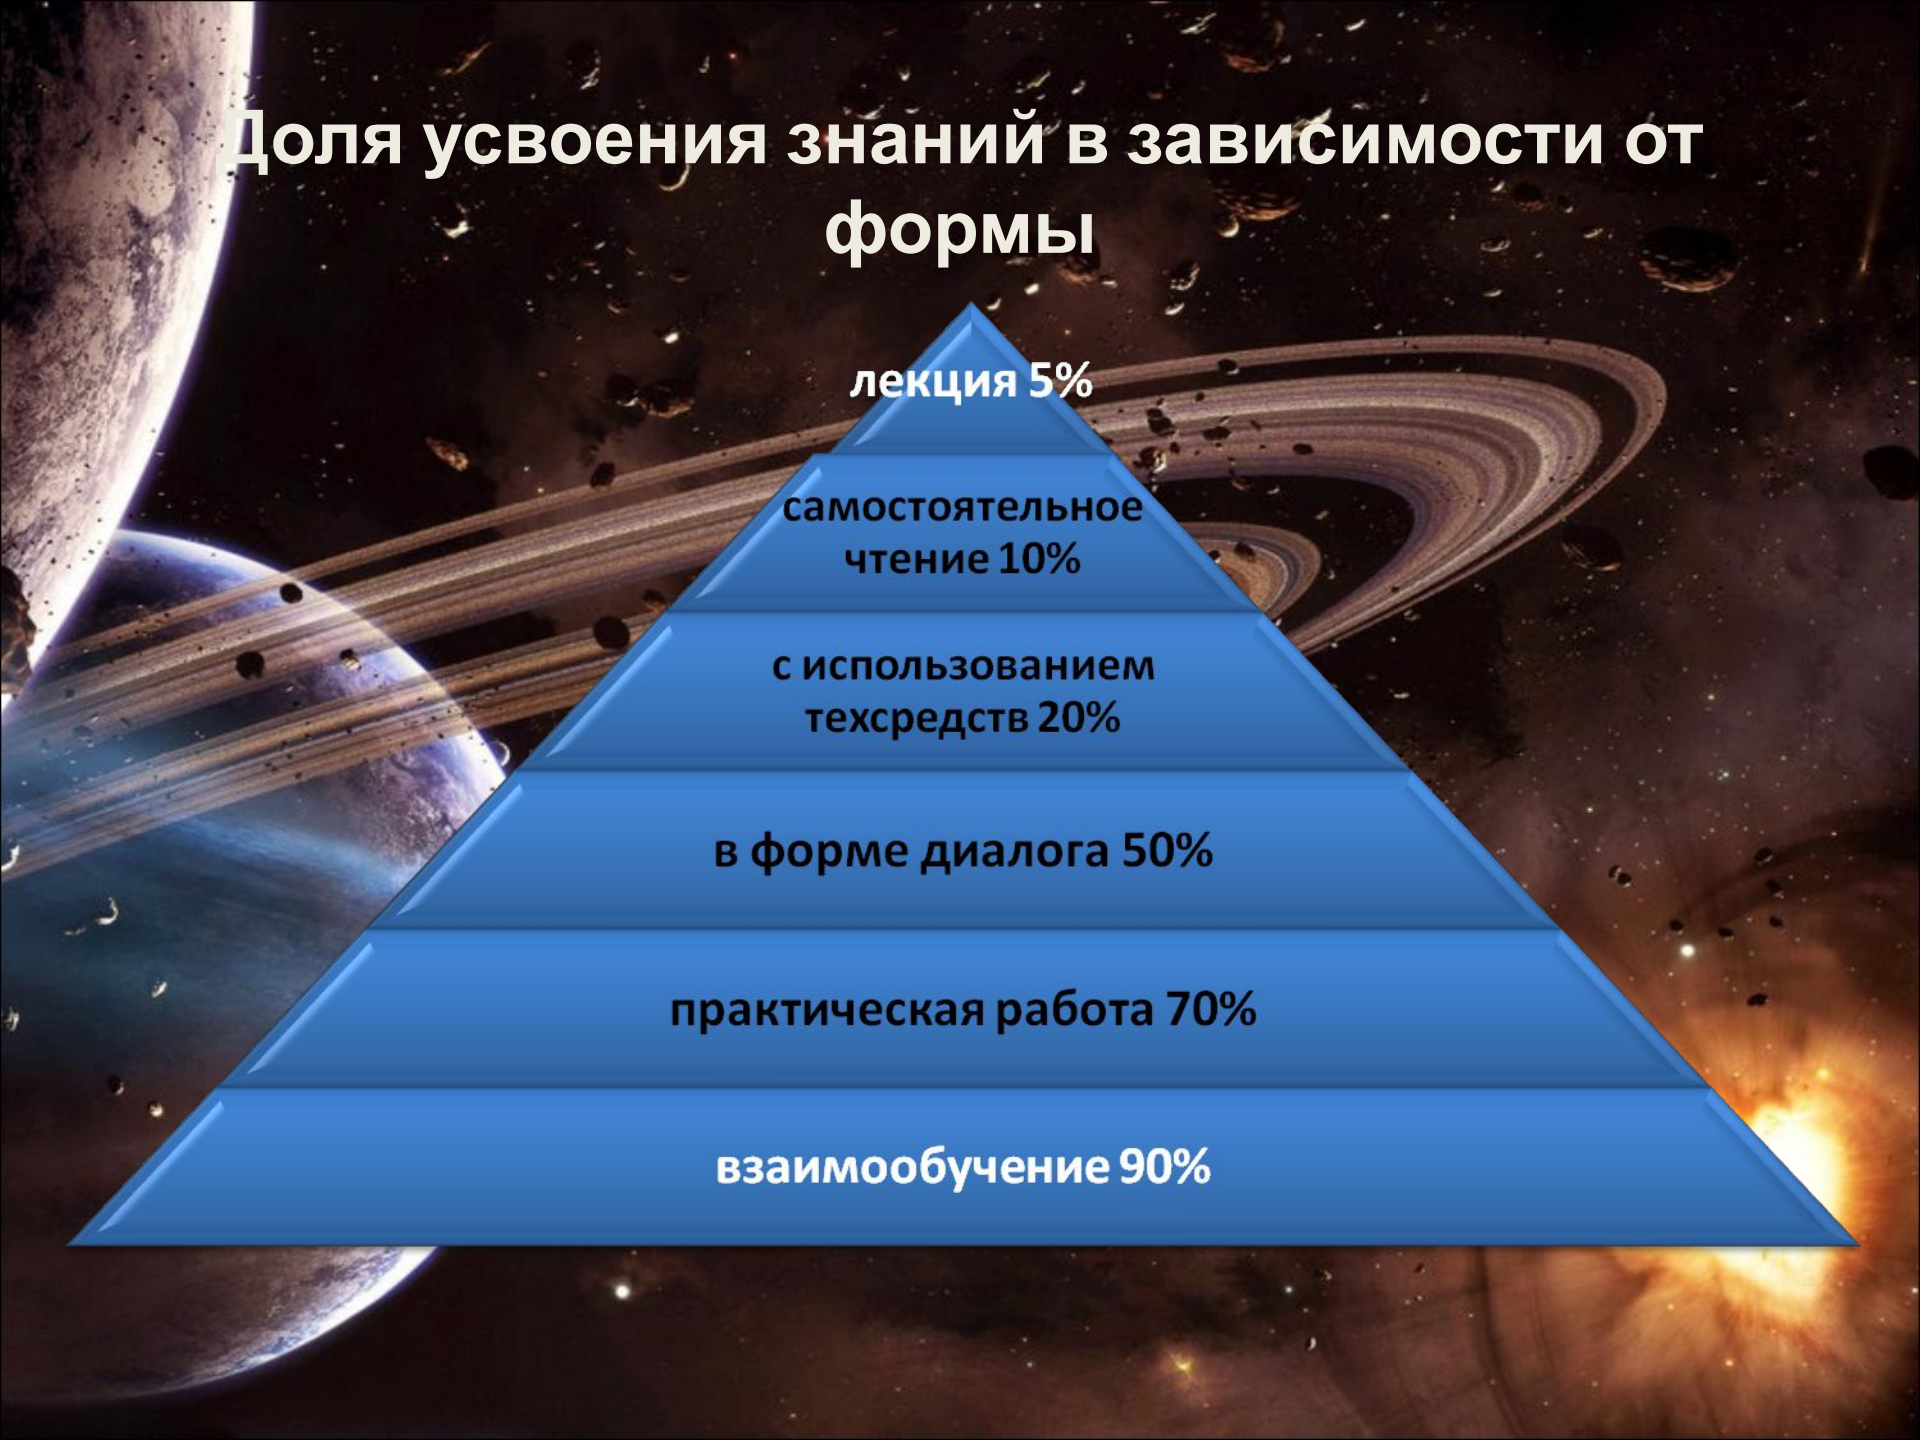 Доля усвоения знаний в зависимости от
формы
лекция 5%
самостоятельное
чтение 10%
с использованием
техсредств 20%
в форме диалога 50%
практическая работа 70%
взаимообучение 90%